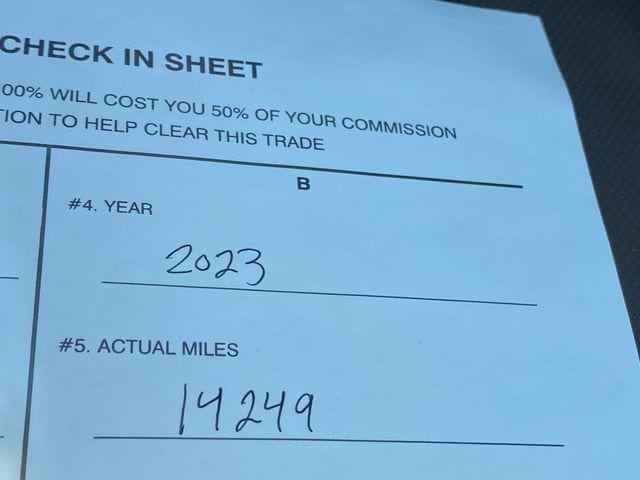 CHECK IN SHEET
00% WILL COST YOU 50% OF YOUR COMMISSION
TION TO HELP CLEAR THIS TRADE
B
#4. YEAR
2023
#5. ACTUAL MILES
14249